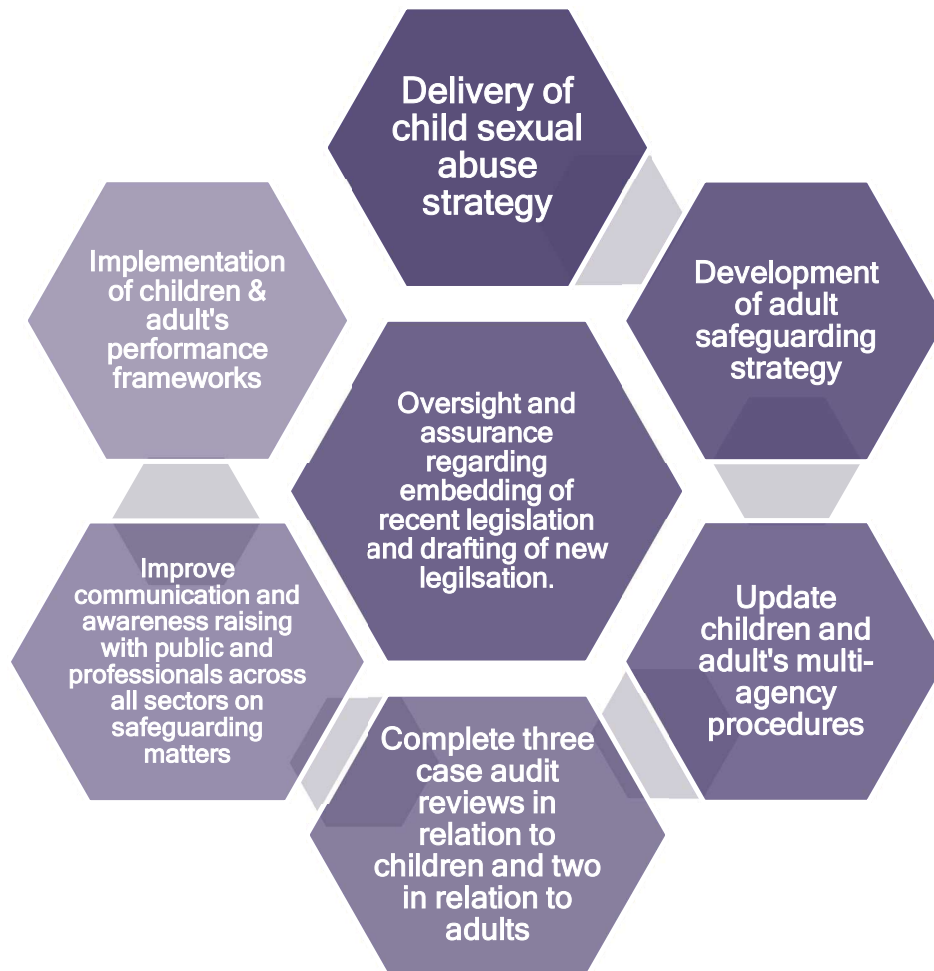 Delivery of
child sexual
abuse
strategy
Development
of adult
safeguarding
strategy
Update
children and
adult's multi-
agency
procedures
Complete three
case audit
reviews in
relation to
children and two
in relation to
adults
Improve
communication and
awareness raising
with public and
professionals across
all sectors on
safeguarding
matters
Implementation
of children &
adult's
performance
frameworks
Oversight and
assurance
regarding
embedding of
recent legislation
and drafting of new
legilsation.